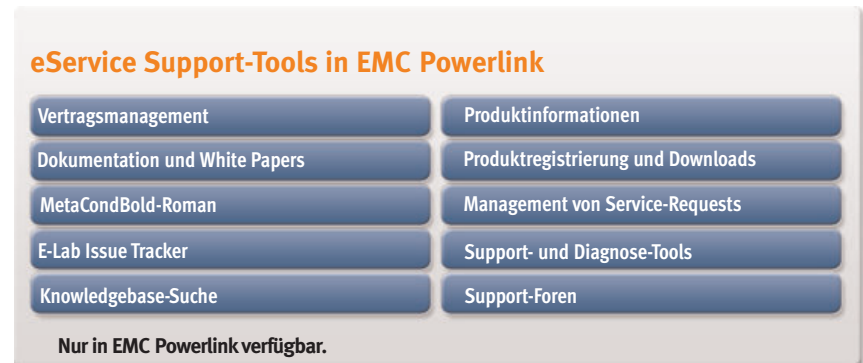 eService Support-Tools in EMC Powerlink
Vertragsmanagement
Dokumentation und White Papers
MetaCondBold-Roman
E-Lab Issue Tracker
Knowledgebase-Suche
Produktinformationen
Produktregistrierung und Downloads
Management von Service-Requests
Support- und Diagnose-Tools
Support-Foren
Nur in EMC Powerlink verfügbar.